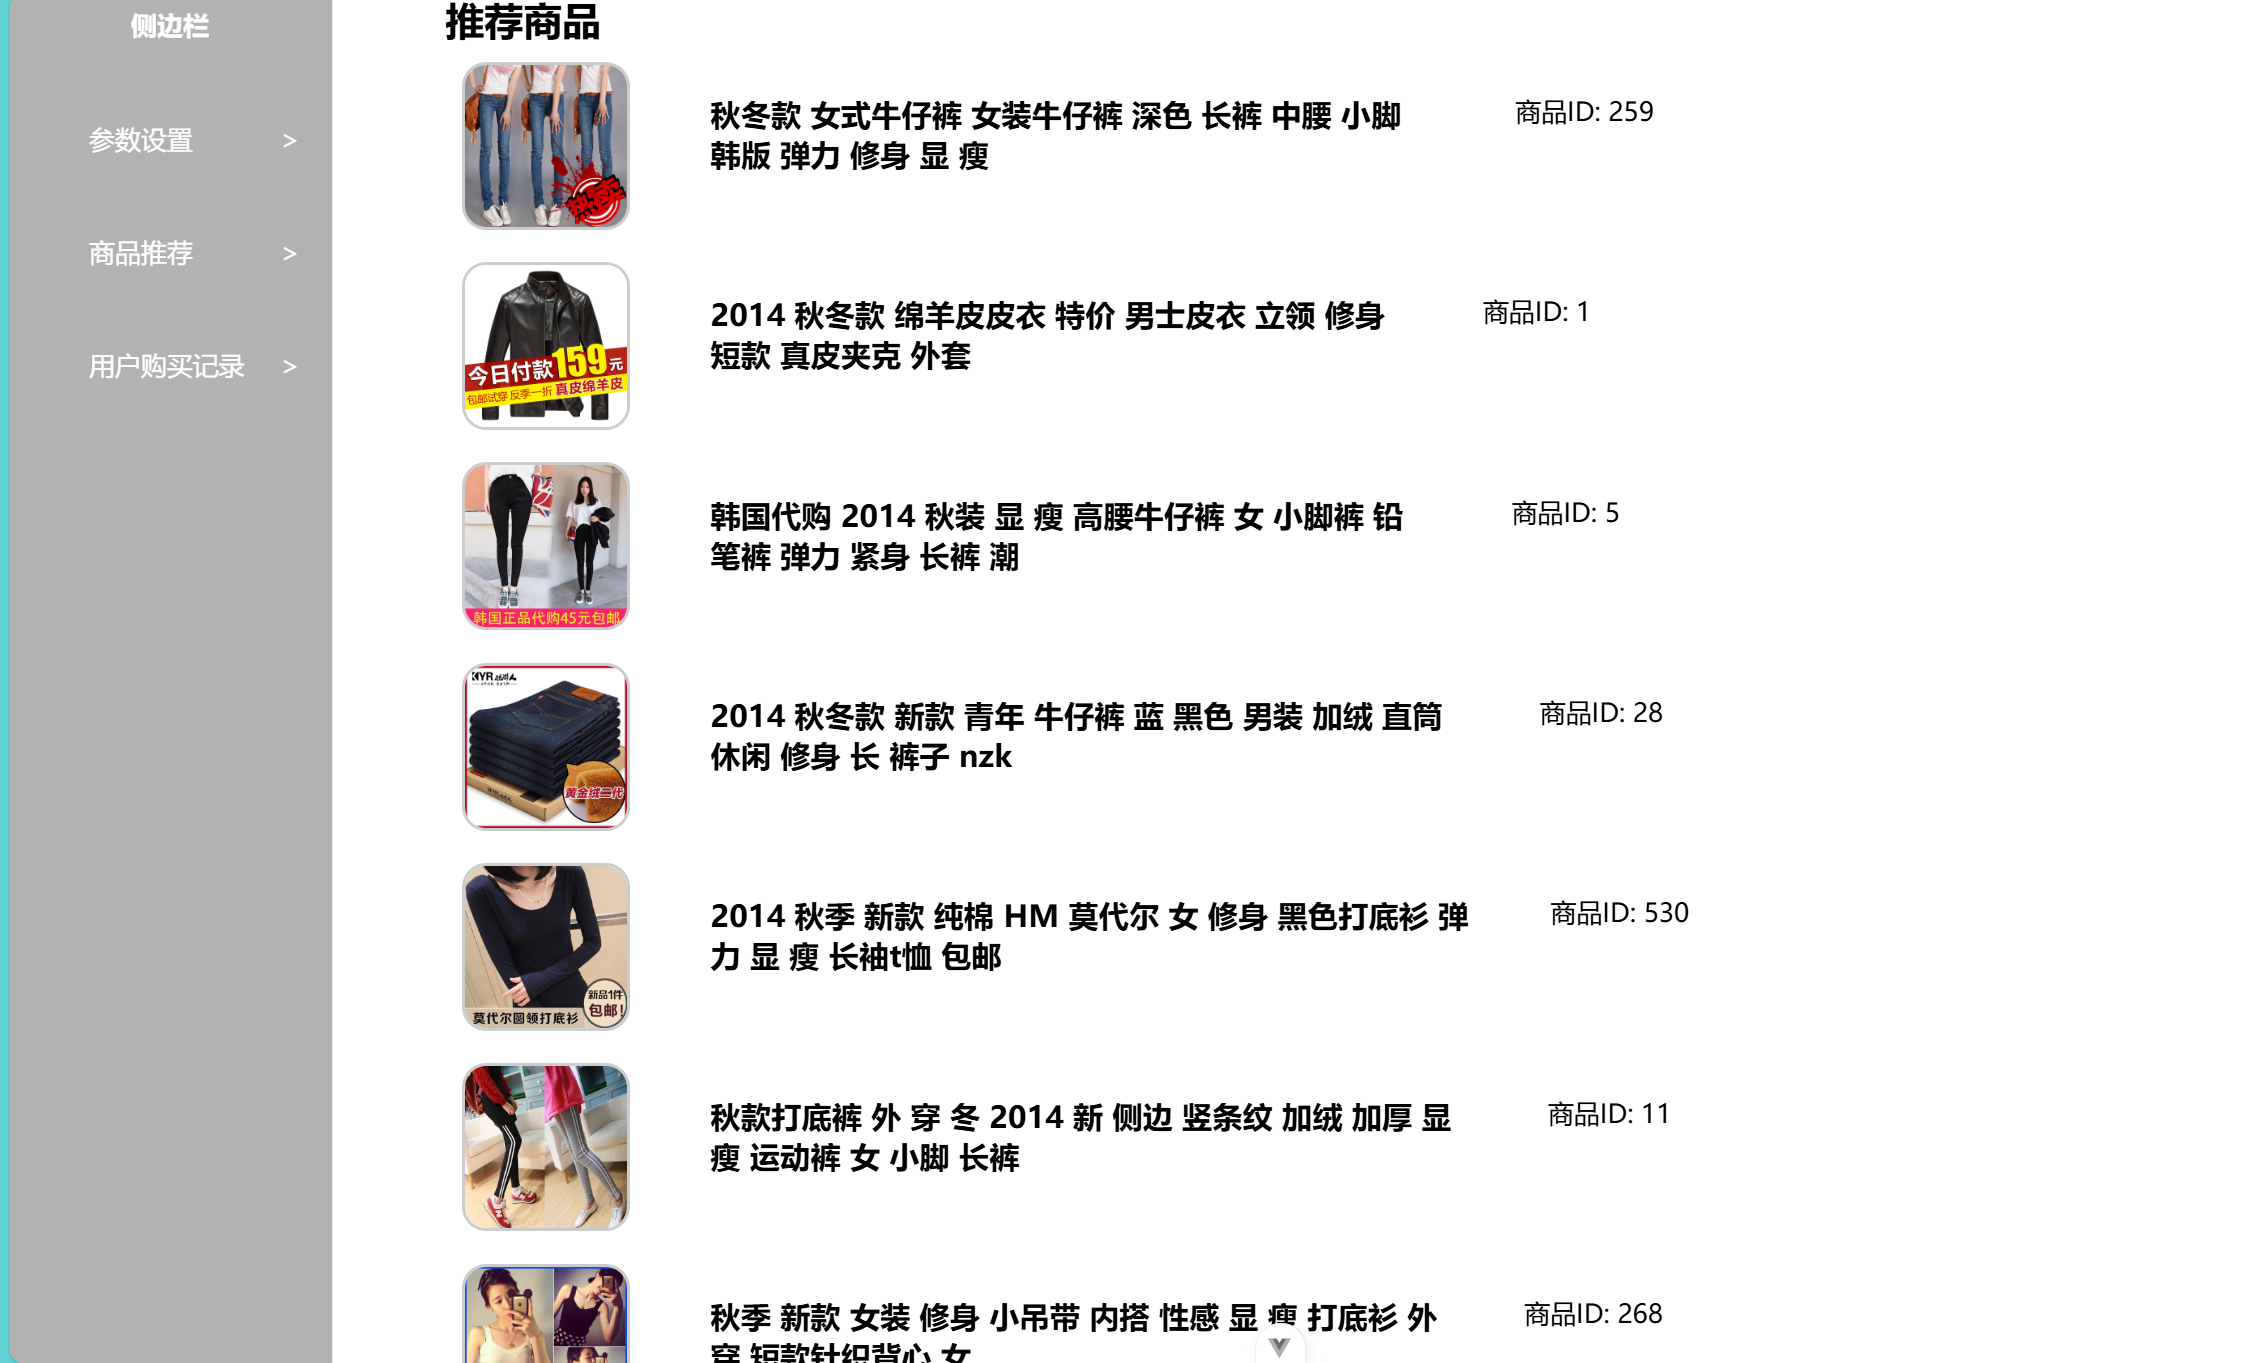 侧边栏
参数设置 >
商品推荐 >
用户购买记录 >
推荐商品
热卖
秋冬款 女式牛仔裤 女装牛仔裤 深色 长裤 中腰 小脚
韩版 弹力 修身 显 瘦
商品ID: 259
今日付款159元
包邮试穿 反季一折 真皮绵羊皮
2014 秋冬款 绵羊皮皮衣 特价 男士皮衣 立领 修身
短款 真皮夹克 外套
商品ID: 1
韩国正品代购45元包邮
韩国代购 2014 秋装 显 瘦 高腰牛仔裤 女 小脚裤 铅
笔裤 弹力 紧身 长裤 潮
商品ID: 5
黄金绒二代
2014 秋冬款 新款 青年 牛仔裤 蓝 黑色 男装 加绒 直筒
休闲 修身 长 裤子 nzk
商品ID: 28
新品1件
包邮!
莫代尔圆领打底衫
2014 秋季 新款 纯棉 HM 莫代尔 女 修身 黑色打底衫 弹
力 显 瘦 长袖t恤 包邮
商品ID: 530
秋款打底裤 外 穿 冬 2014 新 侧边 竖条纹 加绒 加厚 显
瘦 运动裤 女 小脚 长裤
商品ID: 11
秋季 新款 女装 修身 小吊带 内搭 性感 显 瘦 打底衫 外
穿 短款针织背心 女
商品ID: 268